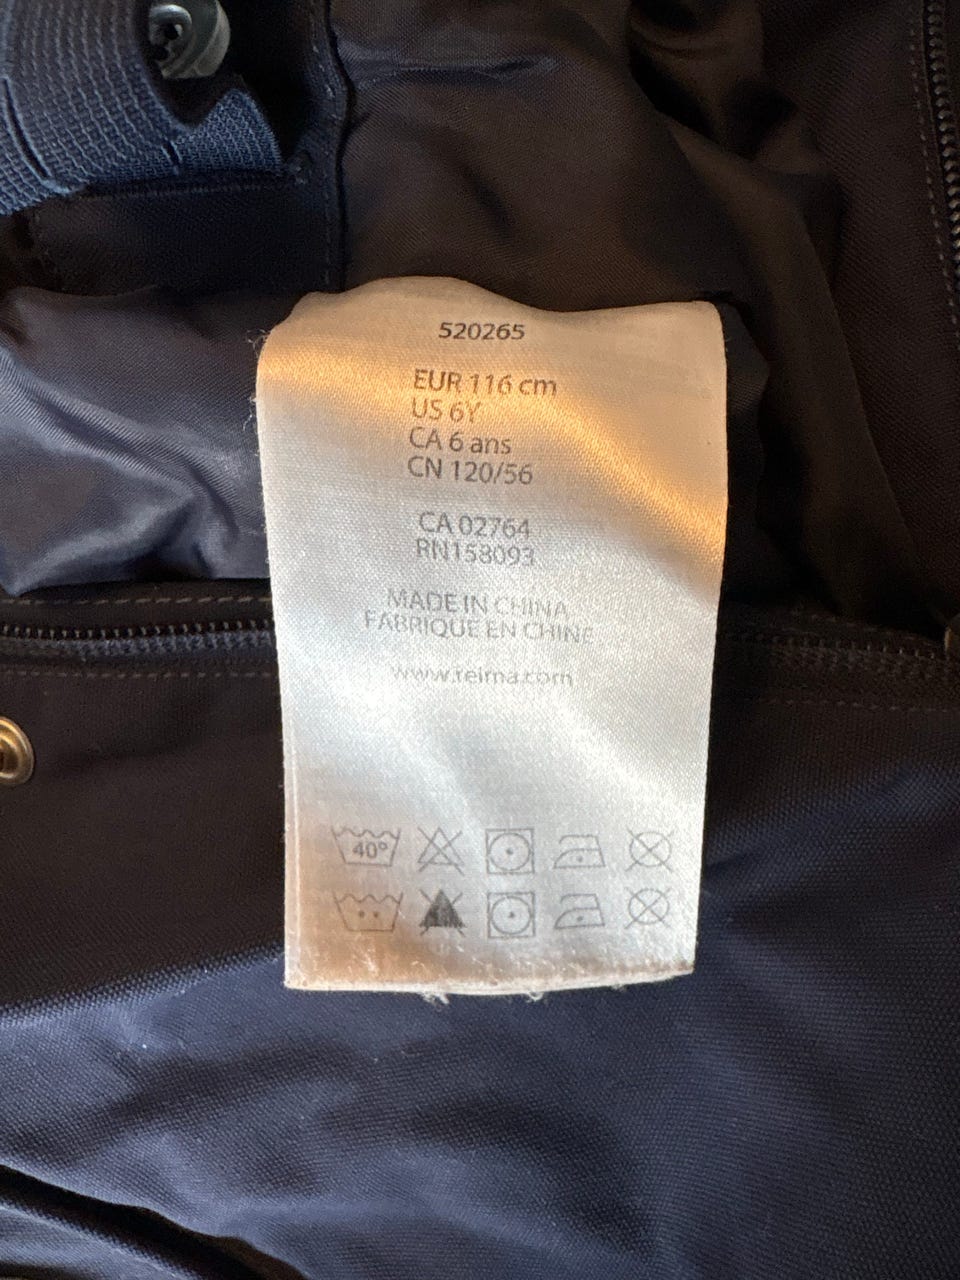 520265
EUR 116 cm
US 6Y
CA 6 ans
CN 120/56
CA 02764
RN158093
MADE IN CHINA
FABRIQUE EN CHINE
www.reima.com
40°